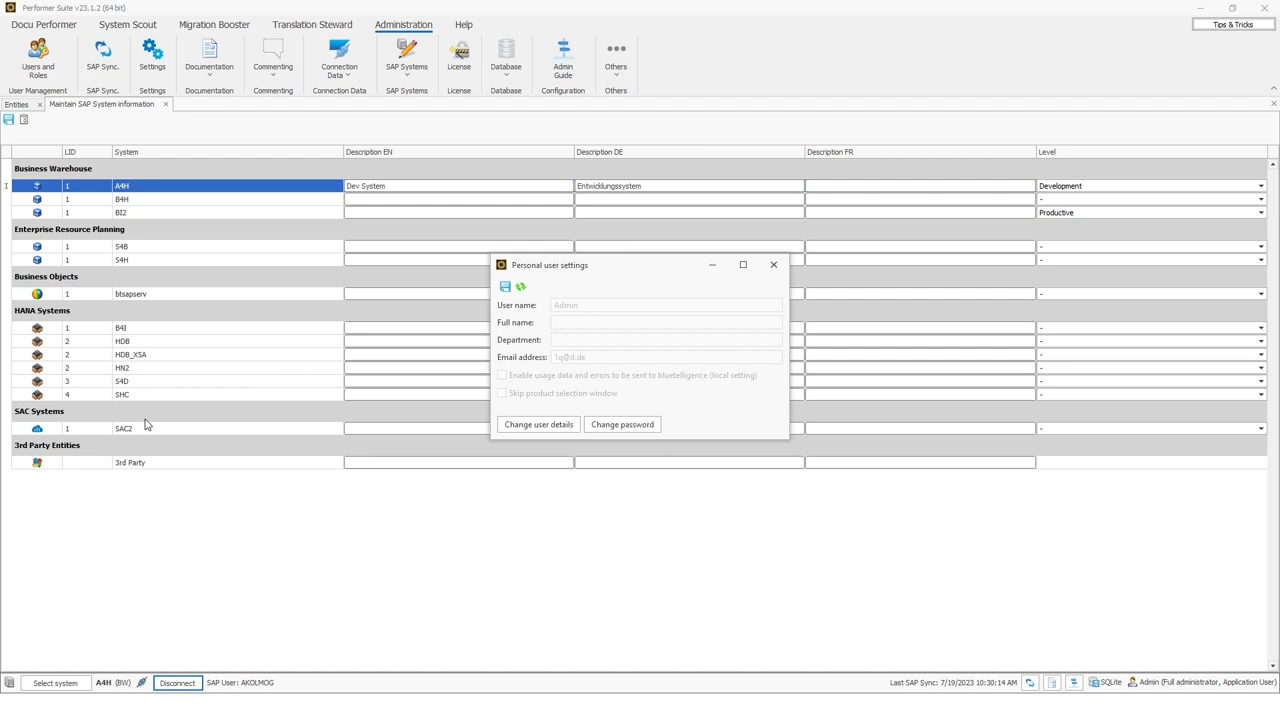 Performer Suite v23.1.2 (64 bit)
Docu Performer System Scout Migration Booster Translation Steward Administration Help
Tips & Tricks
Users and Roles SAP Sync. Settings Documentation Commenting Connection Data SAP Systems License Database Admin Guide Others
User Management SAP Sync. Settings Documentation Commenting Connection Data SAP Systems License Database Configuration Others
Entities Maintain SAP System information
LID System Description EN Description DE Description FR Level
Business Warehouse
1 A4H Dev System Entwicklungssystem Development
1 B4H -
1 BI2 Productive
Enterprise Resource Planning
1 S4B -
1 S4H -
Business Objects
1 btsapserv -
HANA Systems
1 B4I -
2 HDB -
2 HDB_XSA -
2 HN2 -
3 S4D -
4 SHC -
SAC Systems
1 SAC2 -
3rd Party Entities
3rd Party
Personal user settings
User name: Admin
Full name:
Department:
Email address: 1q@d.de
Enable usage data and errors to be sent to bluetelligence (local setting)
Skip product selection window
Change user details Change password
Select system A4H (BW) Disconnect SAP User: AKOLMOG Last SAP Sync: 7/19/2023 10:30:14 AM SQLite Admin (Full administrator, Application User)